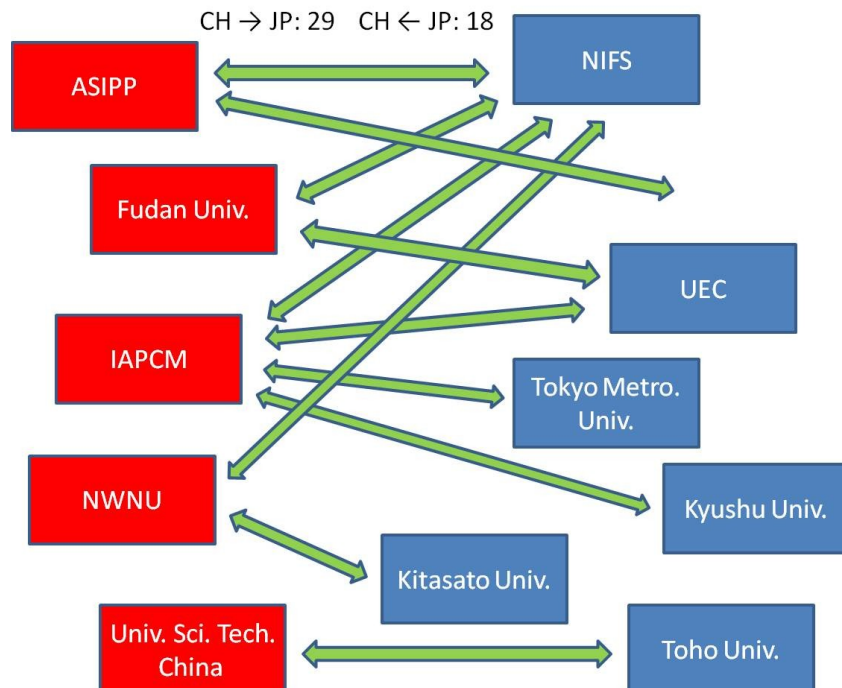 CH → JP: 29 CH ← JP: 18
ASIPP
NIFS
Fudan Univ.
UEC
IAPCM
Tokyo Metro.
Univ.
NWNU
Kyushu Univ.
Kitasato Univ.
Univ. Sci. Tech.
China
Toho Univ.